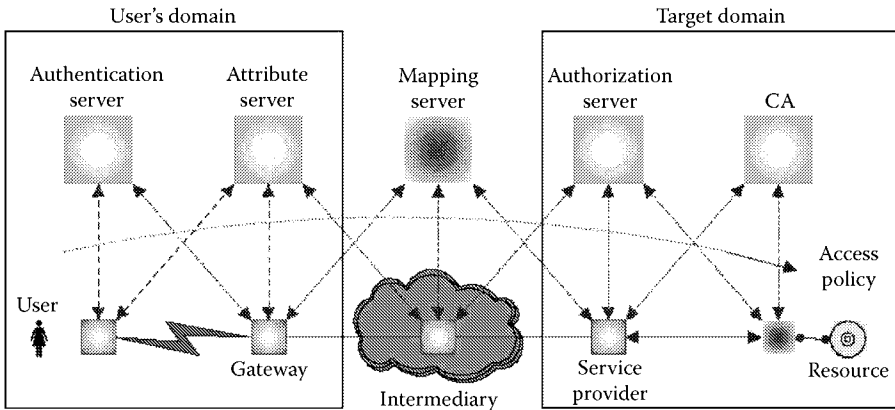 User's domain
Target domain
Authentication
server
Attribute
server
Mapping
server
Authorization
server
CA
Access
policy
User
Gateway
Intermediary
Service
provider
Resource